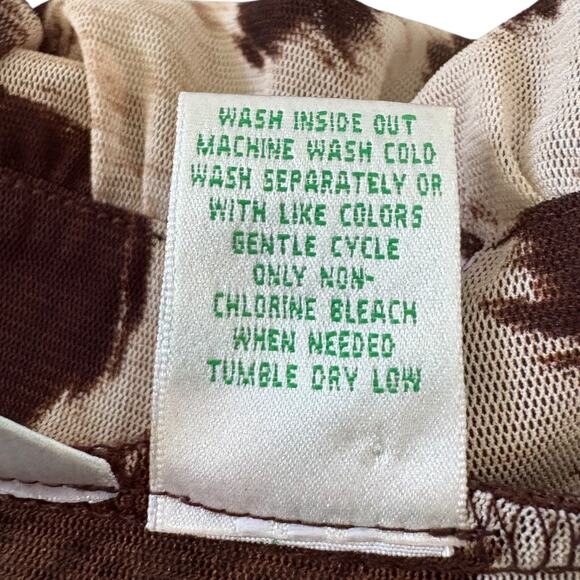 WASH INSIDE OUT
MACHINE WASH COLD
WASH SEPARATELY OR
WITH LIKE COLORS
GENTLE CYCLE
ONLY NON-
CHLORINE BLEACH
WHEN NEEDED
TUMBLE DRY LOW